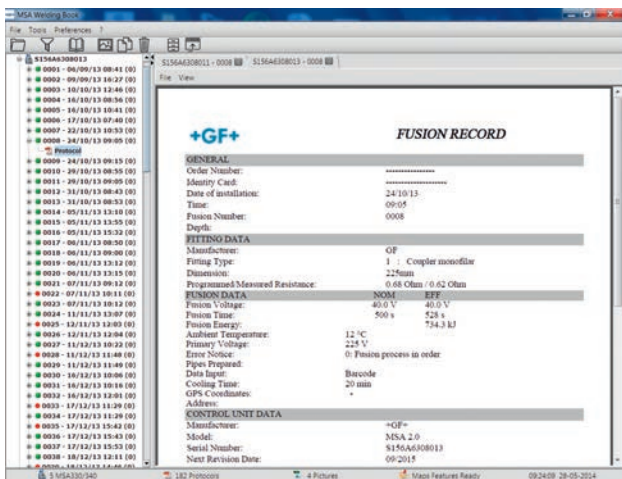 MSA Welding Book
File Tools Preferences ?
S156A6308013
0001 - 06/09/13 08:41 (0)
0002 - 09/09/13 16:27 (0)
0003 - 10/10/13 12:46 (0)
0004 - 16/10/13 08:56 (0)
0005 - 16/10/13 10:41 (0)
0006 - 17/10/13 07:40 (0)
0007 - 22/10/13 10:53 (0)
0008 - 24/10/13 09:05 (0)
Protocol
0009 - 24/10/13 09:15 (0)
0010 - 29/10/13 08:55 (0)
0011 - 29/10/13 09:05 (0)
0012 - 31/10/13 08:43 (0)
0013 - 31/10/13 08:53 (0)
0014 - 05/11/13 13:10 (0)
0015 - 05/11/13 13:55 (0)
0016 - 05/11/13 15:32 (0)
0017 - 06/11/13 08:50 (0)
0018 - 06/11/13 09:00 (0)
0019 - 06/11/13 13:12 (0)
0020 - 06/11/13 13:15 (0)
0021 - 07/11/13 09:12 (0)
0022 - 07/11/13 10:11 (0)
0023 - 07/11/13 10:12 (0)
0024 - 11/11/13 13:07 (0)
0025 - 12/11/13 12:03 (0)
0026 - 12/11/13 12:04 (0)
0027 - 12/11/13 10:22 (0)
0028 - 12/11/13 11:48 (0)
0029 - 12/11/13 11:49 (0)
0030 - 16/12/13 10:06 (0)
0031 - 16/12/13 10:16 (0)
0032 - 16/12/13 12:01 (0)
0033 - 17/12/13 11:29 (0)
0034 - 17/12/13 11:29 (0)
0035 - 17/12/13 15:42 (0)
0036 - 17/12/13 15:43 (0)
0037 - 17/12/13 15:53 (0)
0038 - 18/12/13 12:11 (0)
S156A6308011 - 0008
S156A6308013 - 0008
File View
+GF+
FUSION RECORD
GENERAL
Order Number: ----------------
Identity Card: --------------------
Date of installation: 24/10/13
Time: 09:05
Fusion Number: 0008
Depth:
FITTING DATA
Manufacturer: GF
Fitting Type: 1 : Coupler monofilar
Dimension: 225mm
Programmed/Measured Resistance: 0.68 Ohm / 0.62 Ohm
FUSION DATA NOM EFF
Fusion Voltage: 40.0 V 40.0 V
Fusion Time: 500 s 528 s
Fusion Energy: 734.3 kJ
Ambient Temperature: 12 °C
Primary Voltage: 225 V
Error Notice: 0: Fusion process in order
Pipes Prepared:
Data Input: Barcode
Cooling Time: 20 min
GPS Coordinates: -
Address:
CONTROL UNIT DATA
Manufacturer: +GF+
Model: MSA 2.0
Serial Number: S156A6308013
Next Revision Date: 09/2015
5 MSA330/340
182 Protocols
4 Pictures
Maps Features Ready
09:24:09 28-05-2014